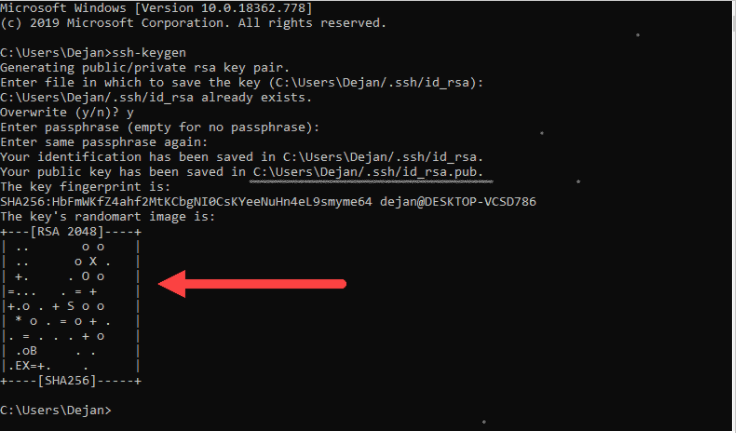 Microsoft Windows [Version 10.0.18362.778]
(c) 2019 Microsoft Corporation. All rights reserved.
C:\Users\Dejan>ssh-keygen
Generating public/private rsa key pair.
Enter file in which to save the key (C:\Users\Dejan/.ssh/id_rsa):
C:\Users\Dejan/.ssh/id_rsa already exists.
Overwrite (y/n)? y
Enter passphrase (empty for no passphrase):
Enter same passphrase again:
Your identification has been saved in C:\Users\Dejan/.ssh/id_rsa.
Your public key has been saved in C:\Users\Dejan/.ssh/id_rsa.pub.
The key fingerprint is:
SHA256:HbFmWKfZ4ahf2MtKCbgNI0CsKYeeNuHn4eL9smyme64 dejan@DESKTOP-VCSD786
The key's randomart image is:
+---[RSA 2048]----+
| ..       o o    |
| ..      o X .   |
| +.     . O o    |
|=...   . = +     |
|+.o . + S o o    |
| * o . = o + .   |
|. = . . . + o    |
| .oB     . .     |
|.EX=+.    .      |
+----[SHA256]-----+
C:\Users\Dejan>